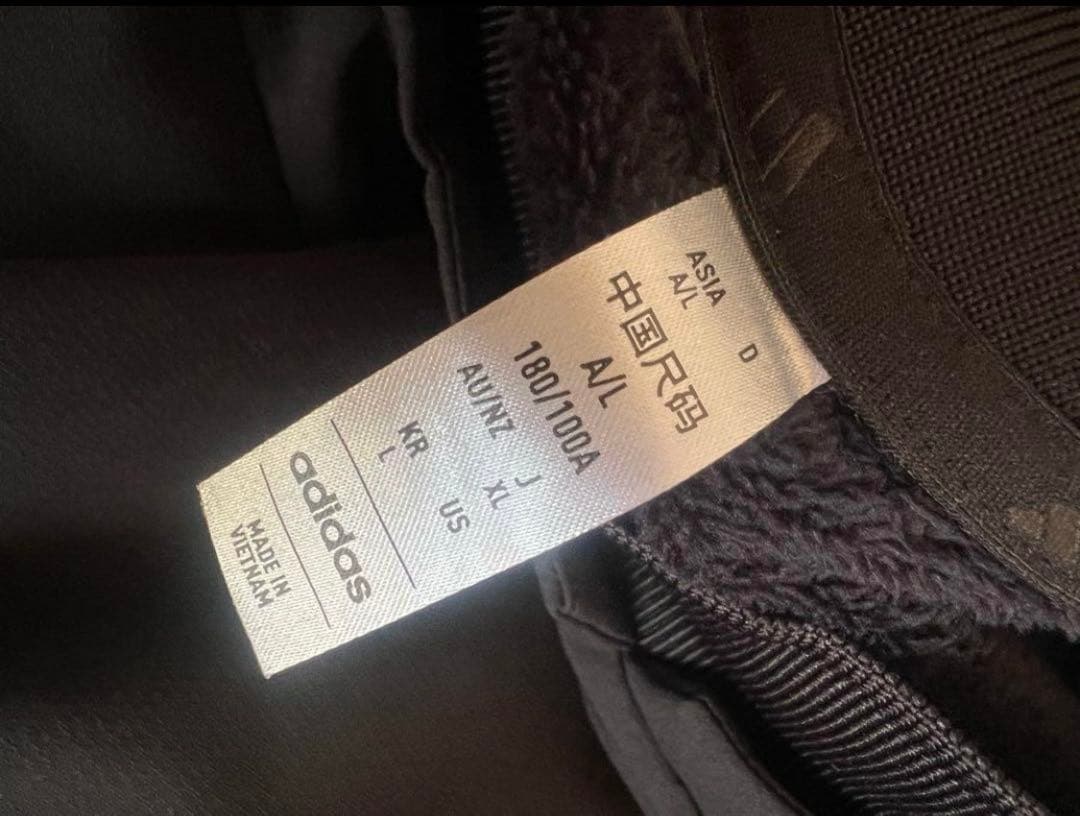 ASIA
A/L
D
中国尺码
A/L
180/100A
AU/NZ
J
XL
KR
L
US
adidas
MADE IN
VIETNAM